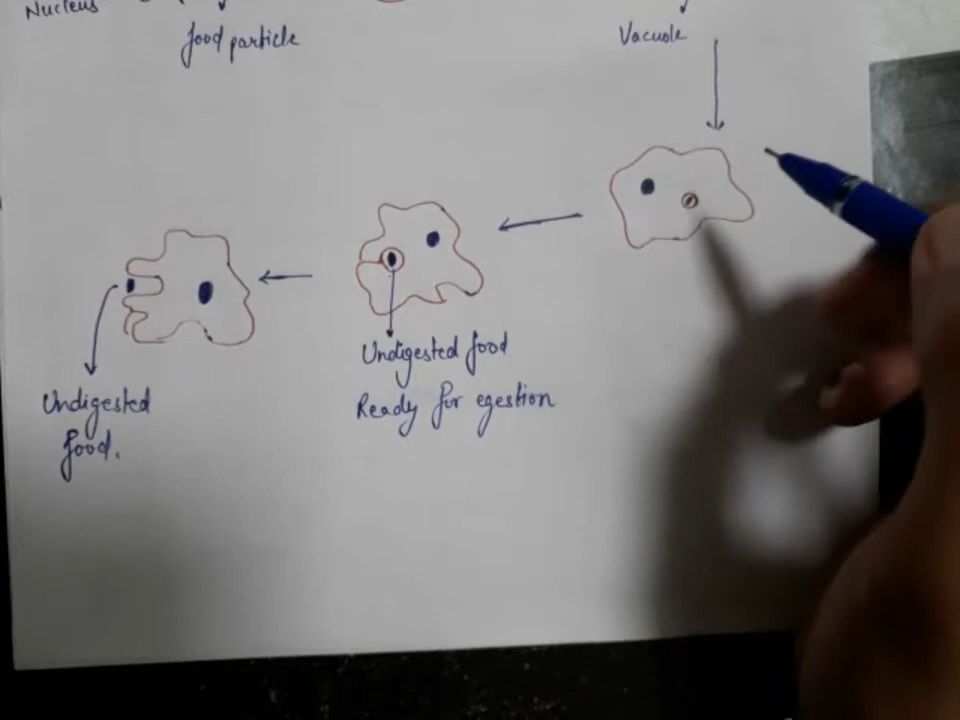 Nucleus
food particle
Vacuole
Undigested food
Ready for egestion
Undigested
food.